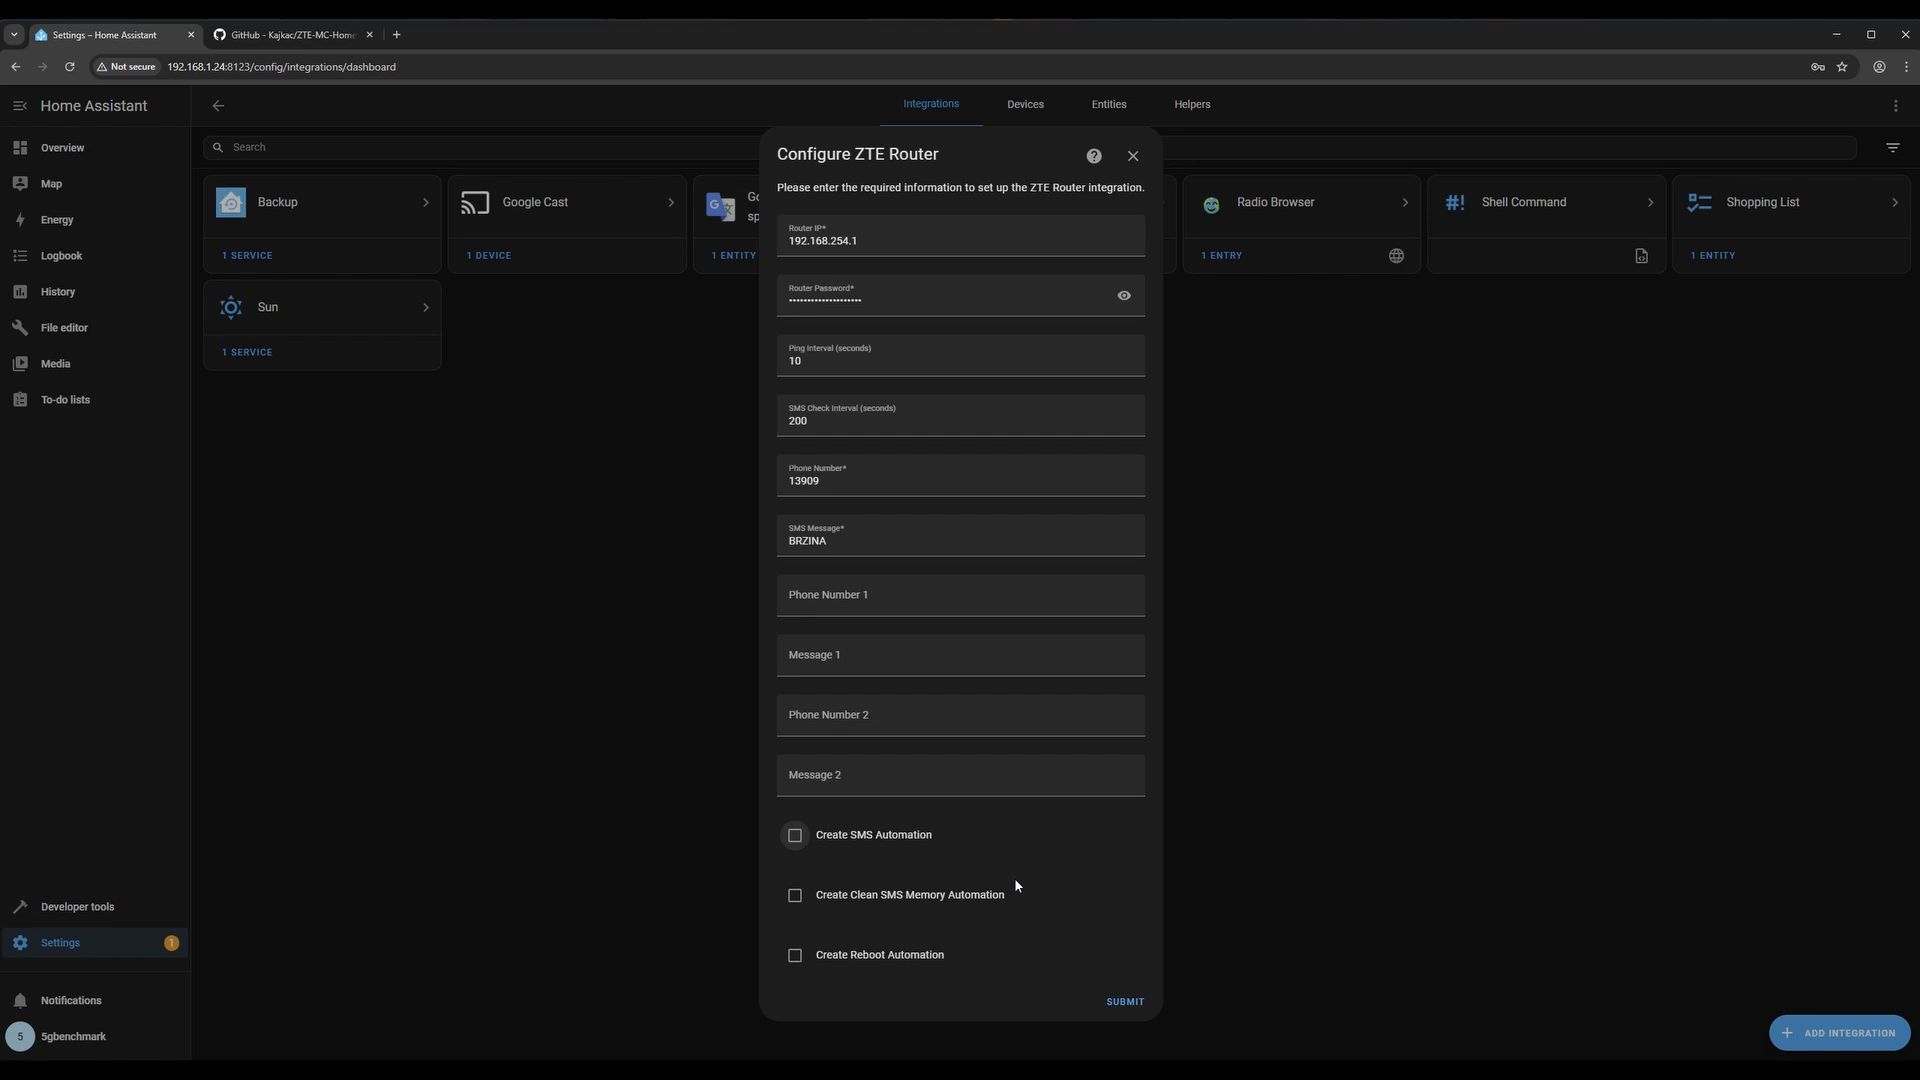 Settings – Home Assistant
GitHub - Kajkac/ZTE-MC-Home
Not secure
192.168.1.24:8123/config/integrations/dashboard
Home Assistant
Integrations
Devices
Entities
Helpers
Overview
Map
Energy
Logbook
History
File editor
Media
To-do lists
Developer tools
Settings
1
Notifications
5
5gbenchmark
Search
Backup
1 SERVICE
Google Cast
1 DEVICE
Go
sp
1 ENTITY
Radio Browser
1 ENTRY
Shell Command
Shopping List
1 ENTITY
Sun
1 SERVICE
Configure ZTE Router
Please enter the required information to set up the ZTE Router integration.
Router IP*
192.168.254.1
Router Password*
••••••••••••••••••••
Ping Interval (seconds)
10
SMS Check Interval (seconds)
200
Phone Number*
13909
SMS Message*
BRZINA
Phone Number 1
Message 1
Phone Number 2
Message 2
Create SMS Automation
Create Clean SMS Memory Automation
Create Reboot Automation
SUBMIT
ADD INTEGRATION